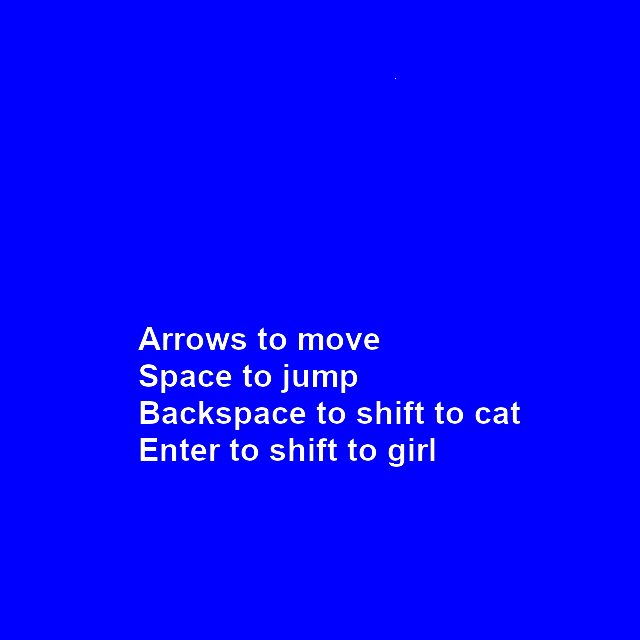 Arrows to move
Space to jump
Backspace to shift to cat
Enter to shift to girl